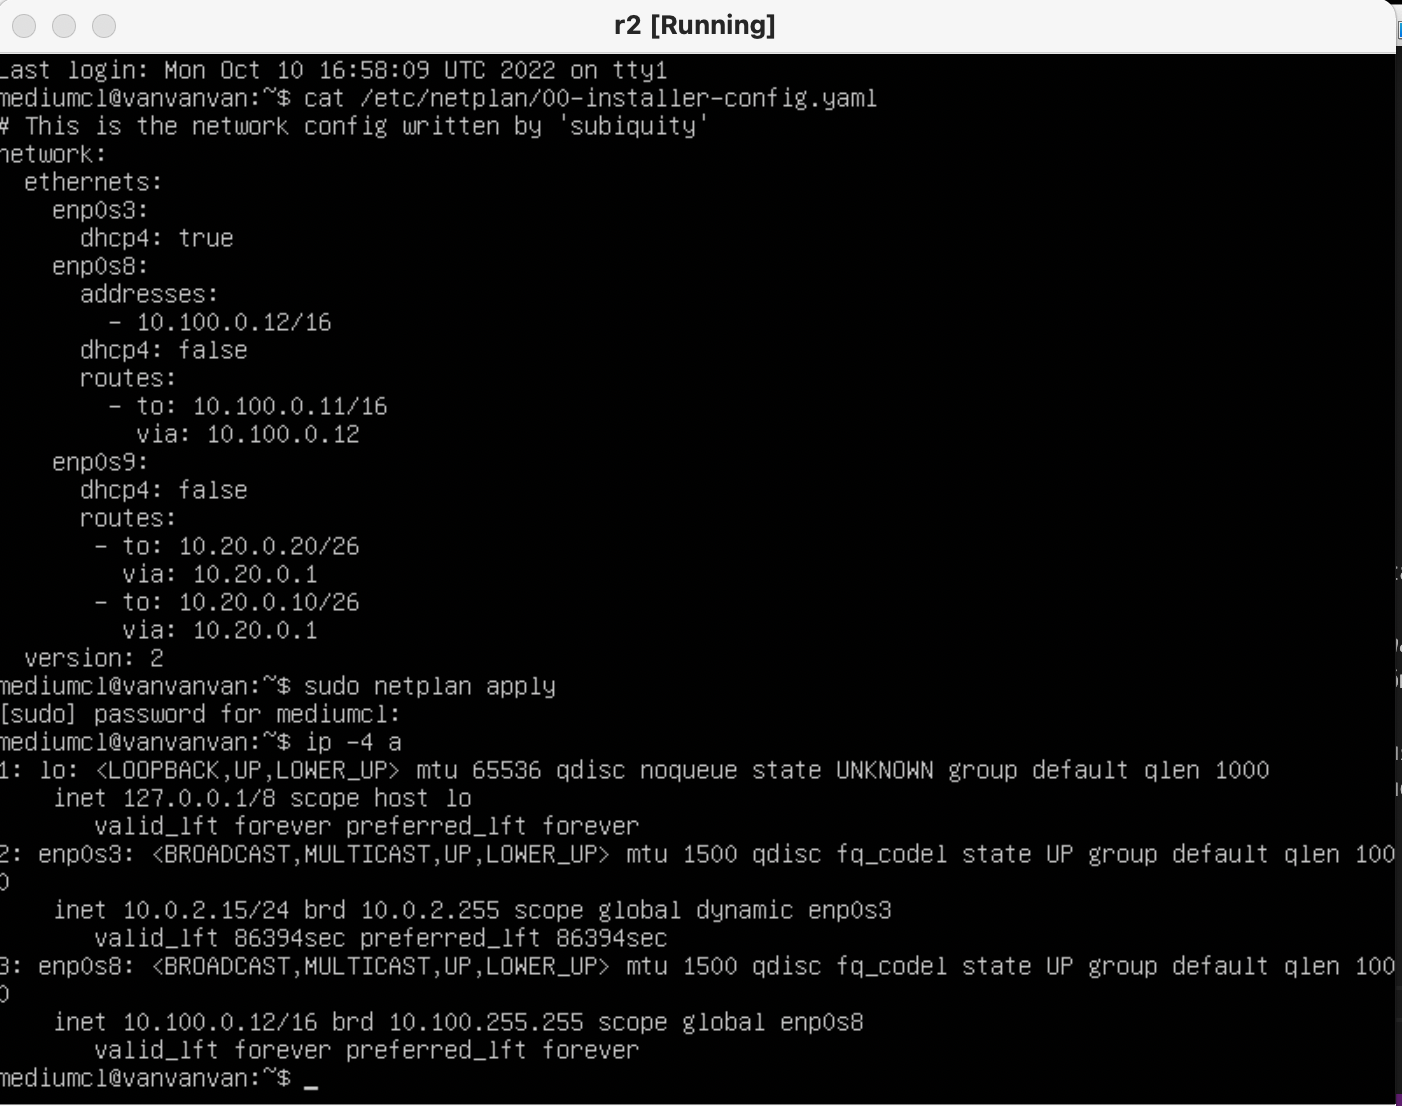 r2 [Running]
Last login: Mon Oct 10 16:58:09 UTC 2022 on tty1
mediumcl@vanvanvan:~$ cat /etc/netplan/00-installer-config.yaml
# This is the network config written by 'subiquity'
network:
  ethernets:
    enp0s3:
      dhcp4: true
    enp0s8:
      addresses:
        - 10.100.0.12/16
      dhcp4: false
      routes:
        - to: 10.100.0.11/16
          via: 10.100.0.12
    enp0s9:
      dhcp4: false
      routes:
       - to: 10.20.0.20/26
         via: 10.20.0.1
       - to: 10.20.0.10/26
         via: 10.20.0.1
  version: 2
mediumcl@vanvanvan:~$ sudo netplan apply
[sudo] password for mediumcl:
mediumcl@vanvanvan:~$ ip -4 a
1: lo: <LOOPBACK,UP,LOWER_UP> mtu 65536 qdisc noqueue state UNKNOWN group default qlen 1000
    inet 127.0.0.1/8 scope host lo
       valid_lft forever preferred_lft forever
2: enp0s3: <BROADCAST,MULTICAST,UP,LOWER_UP> mtu 1500 qdisc fq_codel state UP group default qlen 100
0
    inet 10.0.2.15/24 brd 10.0.2.255 scope global dynamic enp0s3
       valid_lft 86394sec preferred_lft 86394sec
3: enp0s8: <BROADCAST,MULTICAST,UP,LOWER_UP> mtu 1500 qdisc fq_codel state UP group default qlen 100
0
    inet 10.100.0.12/16 brd 10.100.255.255 scope global enp0s8
       valid_lft forever preferred_lft forever
mediumcl@vanvanvan:~$ _